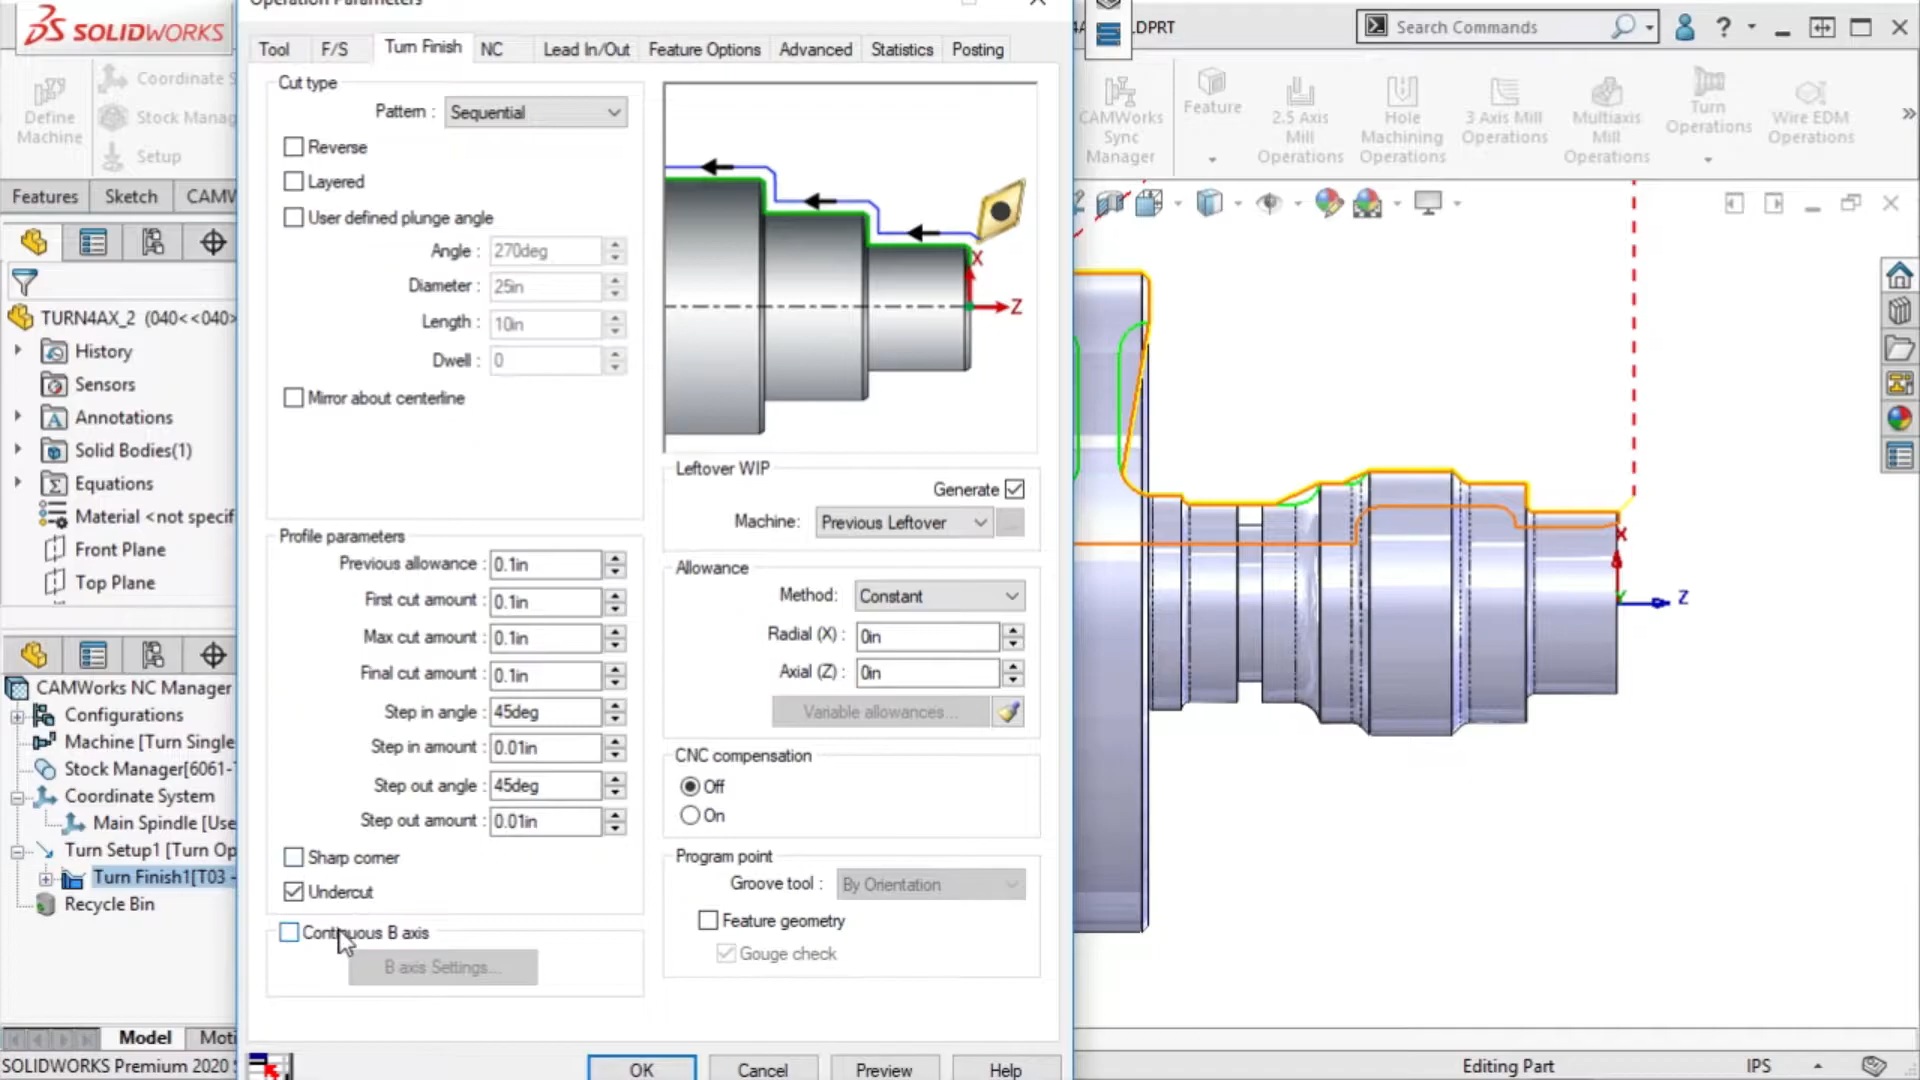 Operation Parameters
SOLIDWORKS
DPRT
Search Commands
?
Tool
F/S
Turn Finish
NC
Lead In/Out
Feature Options
Advanced
Statistics
Posting
Define
Machine
Coordinate S
Stock Manag
Setup
CAMWorks
Sync
Manager
Feature
2.5 Axis
Mill
Operations
Hole
Machining
Operations
3 Axis Mill
Operations
Multiaxis
Mill
Operations
Turn
Operations
Wire EDM
Operations
Features
Sketch
CAMW
TURN4AX_2 (040<<040>
History
Sensors
Annotations
Solid Bodies(1)
Equations
Material <not specif
Front Plane
Top Plane
CAMWorks NC Manager
Configurations
Machine [Turn Single
Stock Manager[6061-
Coordinate System
Main Spindle [Use
Turn Setup1 [Turn Op
Turn Finish1[T03 -
Recycle Bin
Model
Moti
SOLIDWORKS Premium 2020
Cut type
Pattern : Sequential
Reverse
Layered
User defined plunge angle
Angle : 270deg
Diameter : 25in
Length : 10in
Dwell : 0
Mirror about centerline
Profile parameters
Previous allowance : 0.1in
First cut amount : 0.1in
Max cut amount : 0.1in
Final cut amount : 0.1in
Step in angle : 45deg
Step in amount : 0.01in
Step out angle : 45deg
Step out amount : 0.01in
Sharp corner
Undercut
Continuous B axis
B axis Settings...
X
Z
Leftover WIP
Generate
Machine: Previous Leftover
Allowance
Method: Constant
Radial (X) : 0in
Axial (Z) : 0in
Variable allowances...
CNC compensation
Off
On
Program point
Groove tool : By Orientation
Feature geometry
Gouge check
OK
Cancel
Preview
Help
X
Y
Z
Editing Part
IPS